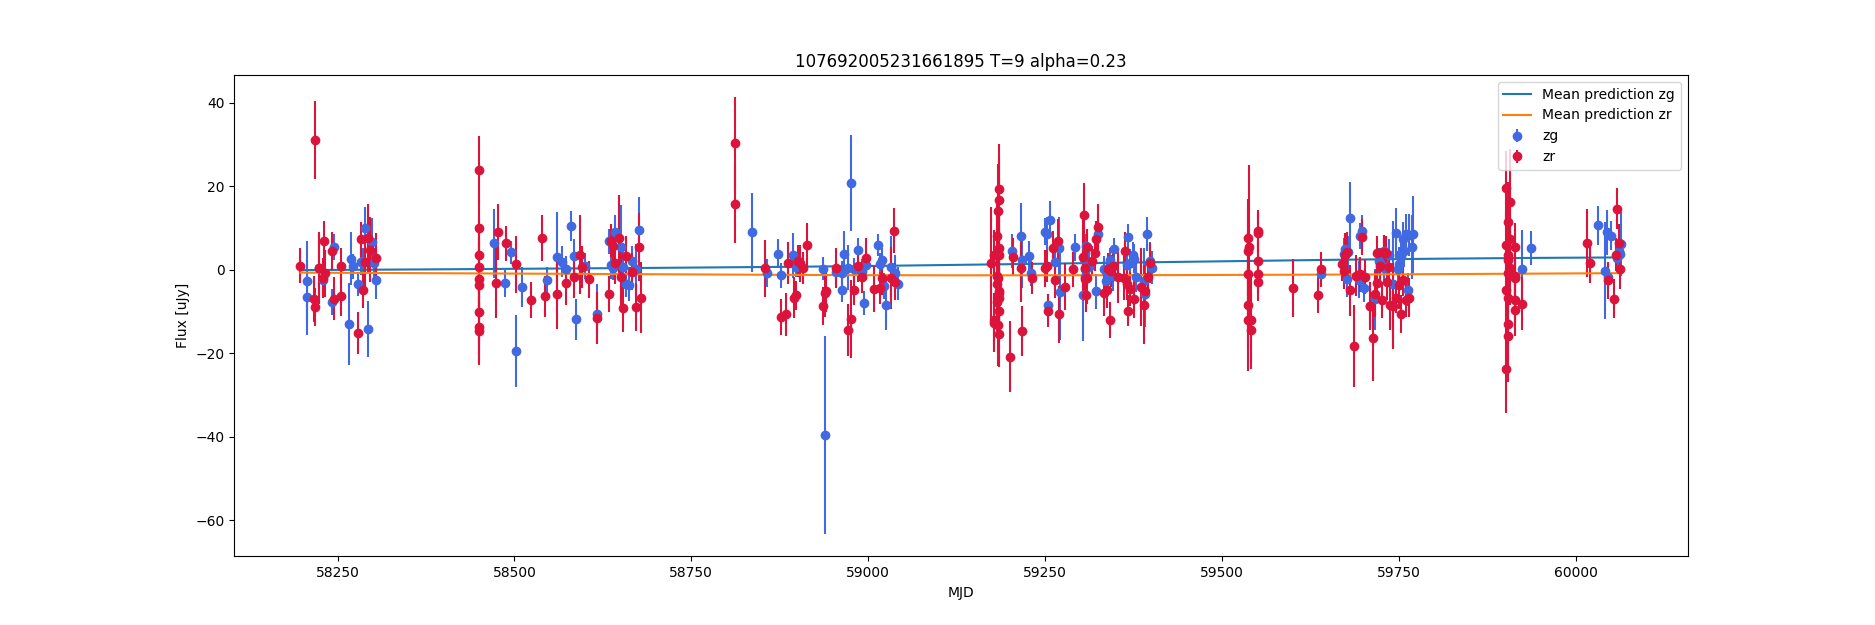 107692005231661895 T=9 alpha=0.23
Mean prediction zg
Mean prediction zr
zg
zr
Flux [uJy]
40
20
0
−20
−40
−60
58250 58500 58750 59000 59250 59500 59750 60000
MJD